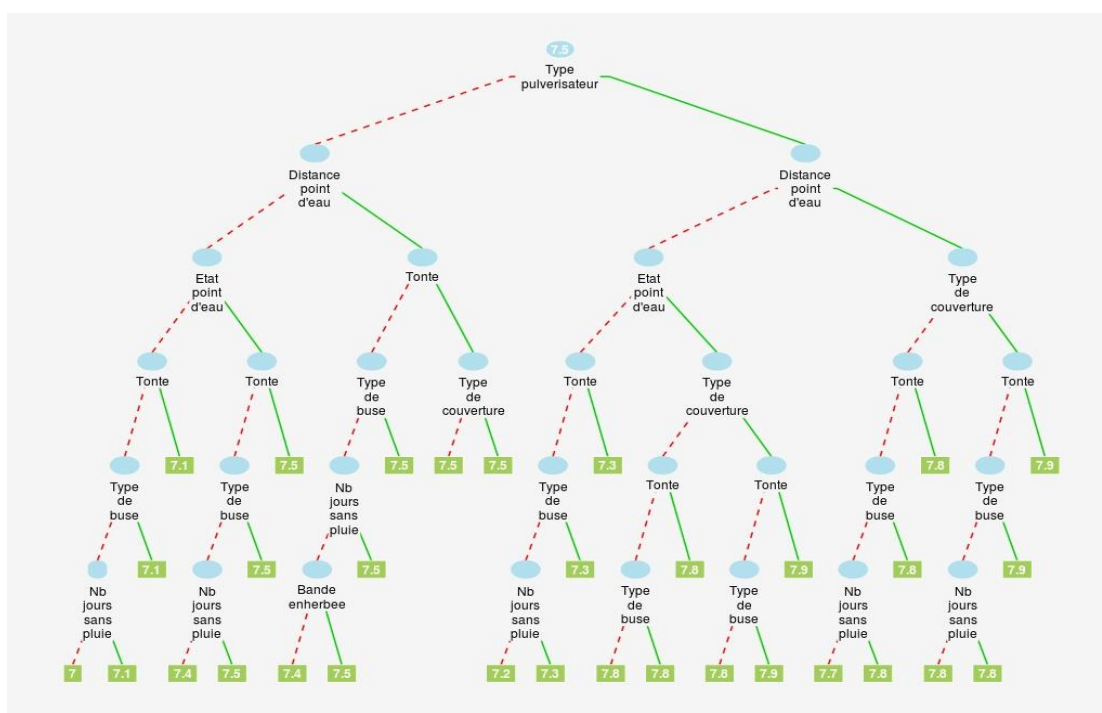 7.5
Type
pulverisateur
Distance
point
d'eau
Distance
point
d'eau
Etat
point
d'eau
Tonte
Etat
point
d'eau
Type
de
couverture
Tonte
Tonte
Type
de
buse
Type
de
couverture
Tonte
Type
de
couverture
Tonte
Tonte
7.1
7.5
7.5
7.5
7.5
7.3
7.8
7.9
Type
de
buse
Type
de
buse
Nb
jours
sans
pluie
Type
de
buse
Tonte
Tonte
Type
de
buse
Type
de
buse
7.1
7.5
7.5
7.3
7.8
7.9
7.8
7.9
Nb
jours
sans
pluie
Nb
jours
sans
pluie
Bande
enherbee
Nb
jours
sans
pluie
Type
de
buse
Type
de
buse
Nb
jours
sans
pluie
Nb
jours
sans
pluie
7
7.1
7.4
7.5
7.4
7.5
7.2
7.3
7.8
7.8
7.8
7.9
7.7
7.8
7.8
7.8